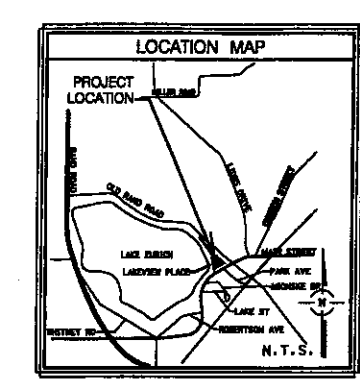 LOCATION MAP
PROJECT
LOCATION
OLD RAND ROAD
LAKE ZURICH
LAKEVIEW PLACE
MAIN STREET
PARK AVE
LAKE ST
ROBERTSON AVE
N.T.S.